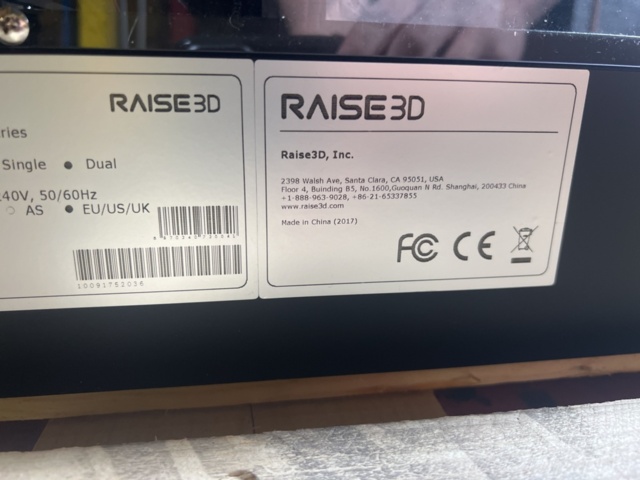 RAISE3D
ries
Single ● Dual
240V, 50/60Hz
○ AS ● EU/US/UK
10091752036
RAISE3D
Raise3D, Inc.
2398 Walsh Ave, Santa Clara, CA 95051, USA
Floor 4, Buinding B5, No.1600,Guoquan N Rd. Shanghai, 200433 China
+1-888-963-9028, +86-21-65337855
www.raise3d.com
Made in China (2017)
FC CE